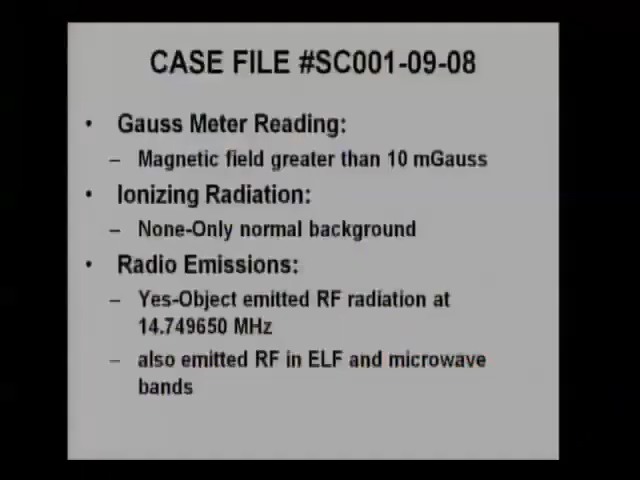 CASE FILE #SC001-09-08
• Gauss Meter Reading:
– Magnetic field greater than 10 mGauss
• Ionizing Radiation:
– None-Only normal background
• Radio Emissions:
– Yes-Object emitted RF radiation at
14.749650 MHz
– also emitted RF in ELF and microwave
bands